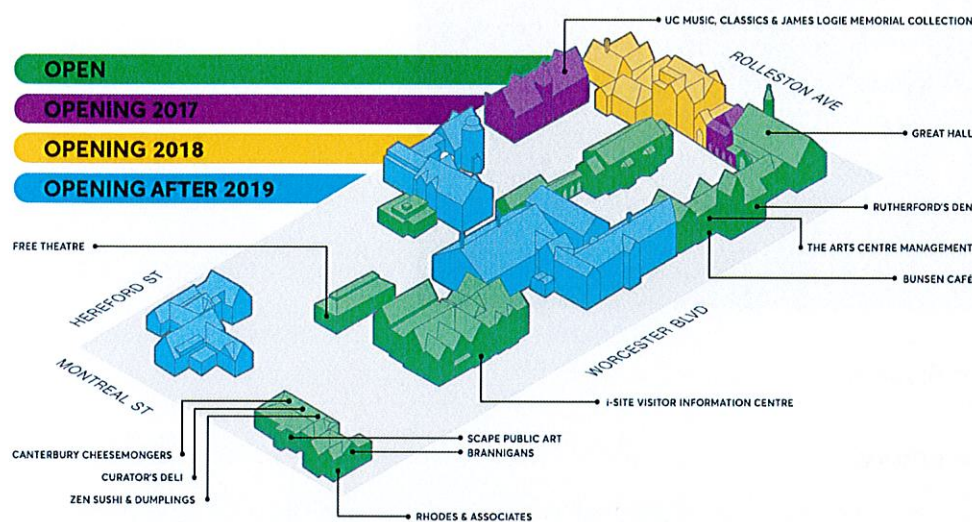 UC MUSIC, CLASSICS & JAMES LOGIE MEMORIAL COLLECTION
OPEN
OPENING 2017
OPENING 2018
OPENING AFTER 2019
ROLLESTON AVE
GREAT HALL
RUTHERFORD'S DEN
THE ARTS CENTRE MANAGEMENT
BUNSEN CAFÉ
FREE THEATRE
HEREFORD ST
MONTREAL ST
WORCESTER BLVD
i-SITE VISITOR INFORMATION CENTRE
SCAPE PUBLIC ART
BRANNIGANS
CANTERBURY CHEESEMONGERS
CURATOR'S DELI
ZEN SUSHI & DUMPLINGS
RHODES & ASSOCIATES